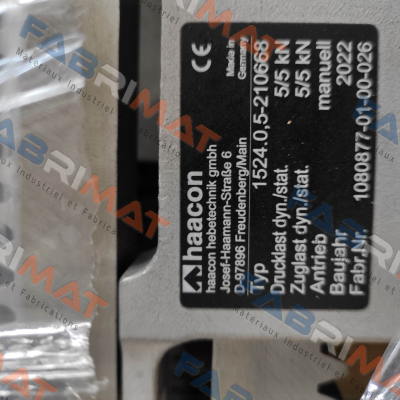 haacon
haacon hebetechnik gmbh
Josef-Haamann-Straße 6
D-97896 Freudenberg/Main
CE
Made in
Germany
Typ 1524.0,5-210668
Drucklast dyn./stat. 5/5 kN
Zuglast dyn./stat. 5/5 kN
Antrieb manuell
Baujahr 2022
Fabr.Nr. 1080877-01-00-026
FABRIMAT
Materiaux Industriel et Fabrications